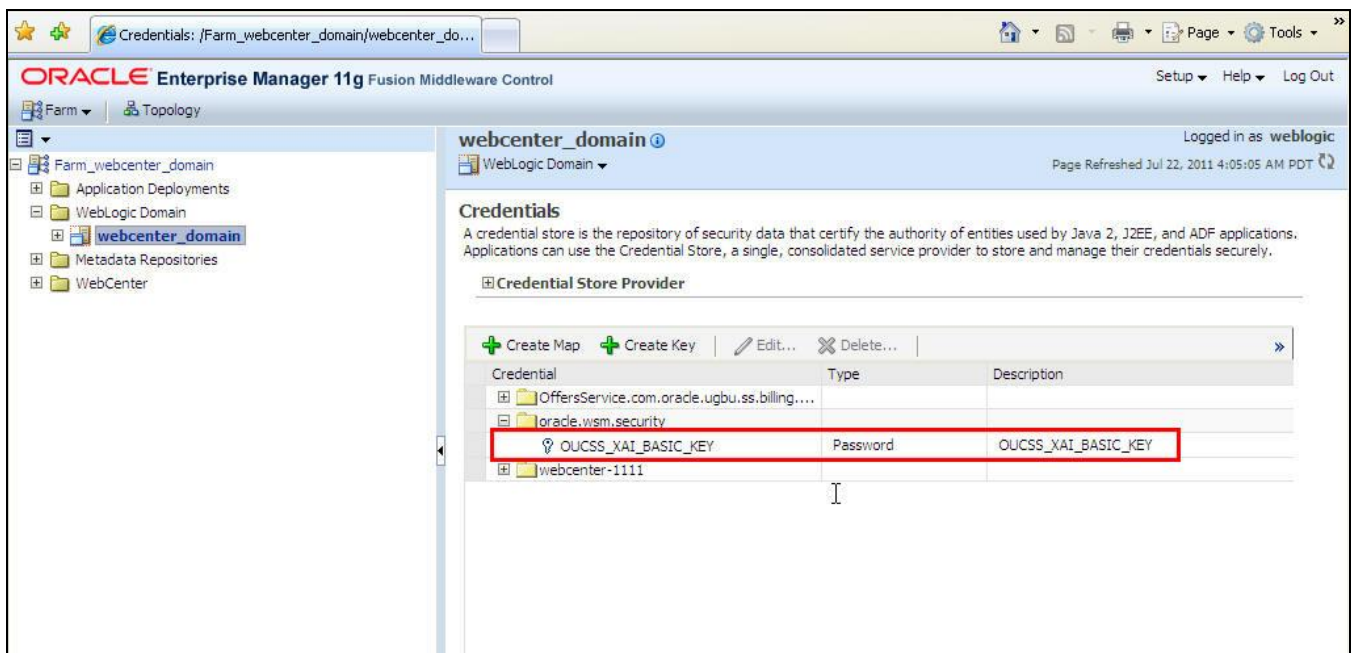 Credentials: /Farm_webcenter_domain/webcenter_do...
Page Tools »
ORACLE Enterprise Manager 11g Fusion Middleware Control
Setup Help Log Out
Farm Topology
webcenter_domain
Logged in as weblogic
WebLogic Domain
Page Refreshed Jul 22, 2011 4:05:05 AM PDT
Farm_webcenter_domain
Application Deployments
WebLogic Domain
webcenter_domain
Metadata Repositories
WebCenter
Credentials
A credential store is the repository of security data that certify the authority of entities used by Java 2, J2EE, and ADF applications.
Applications can use the Credential Store, a single, consolidated service provider to store and manage their credentials securely.
Credential Store Provider
Create Map Create Key Edit... Delete... »
Credential Type Description
OffersService.com.oracle.ugbu.ss.billing....
oracle.wsm.security
OUCSS_XAI_BASIC_KEY Password OUCSS_XAI_BASIC_KEY
webcenter-1111